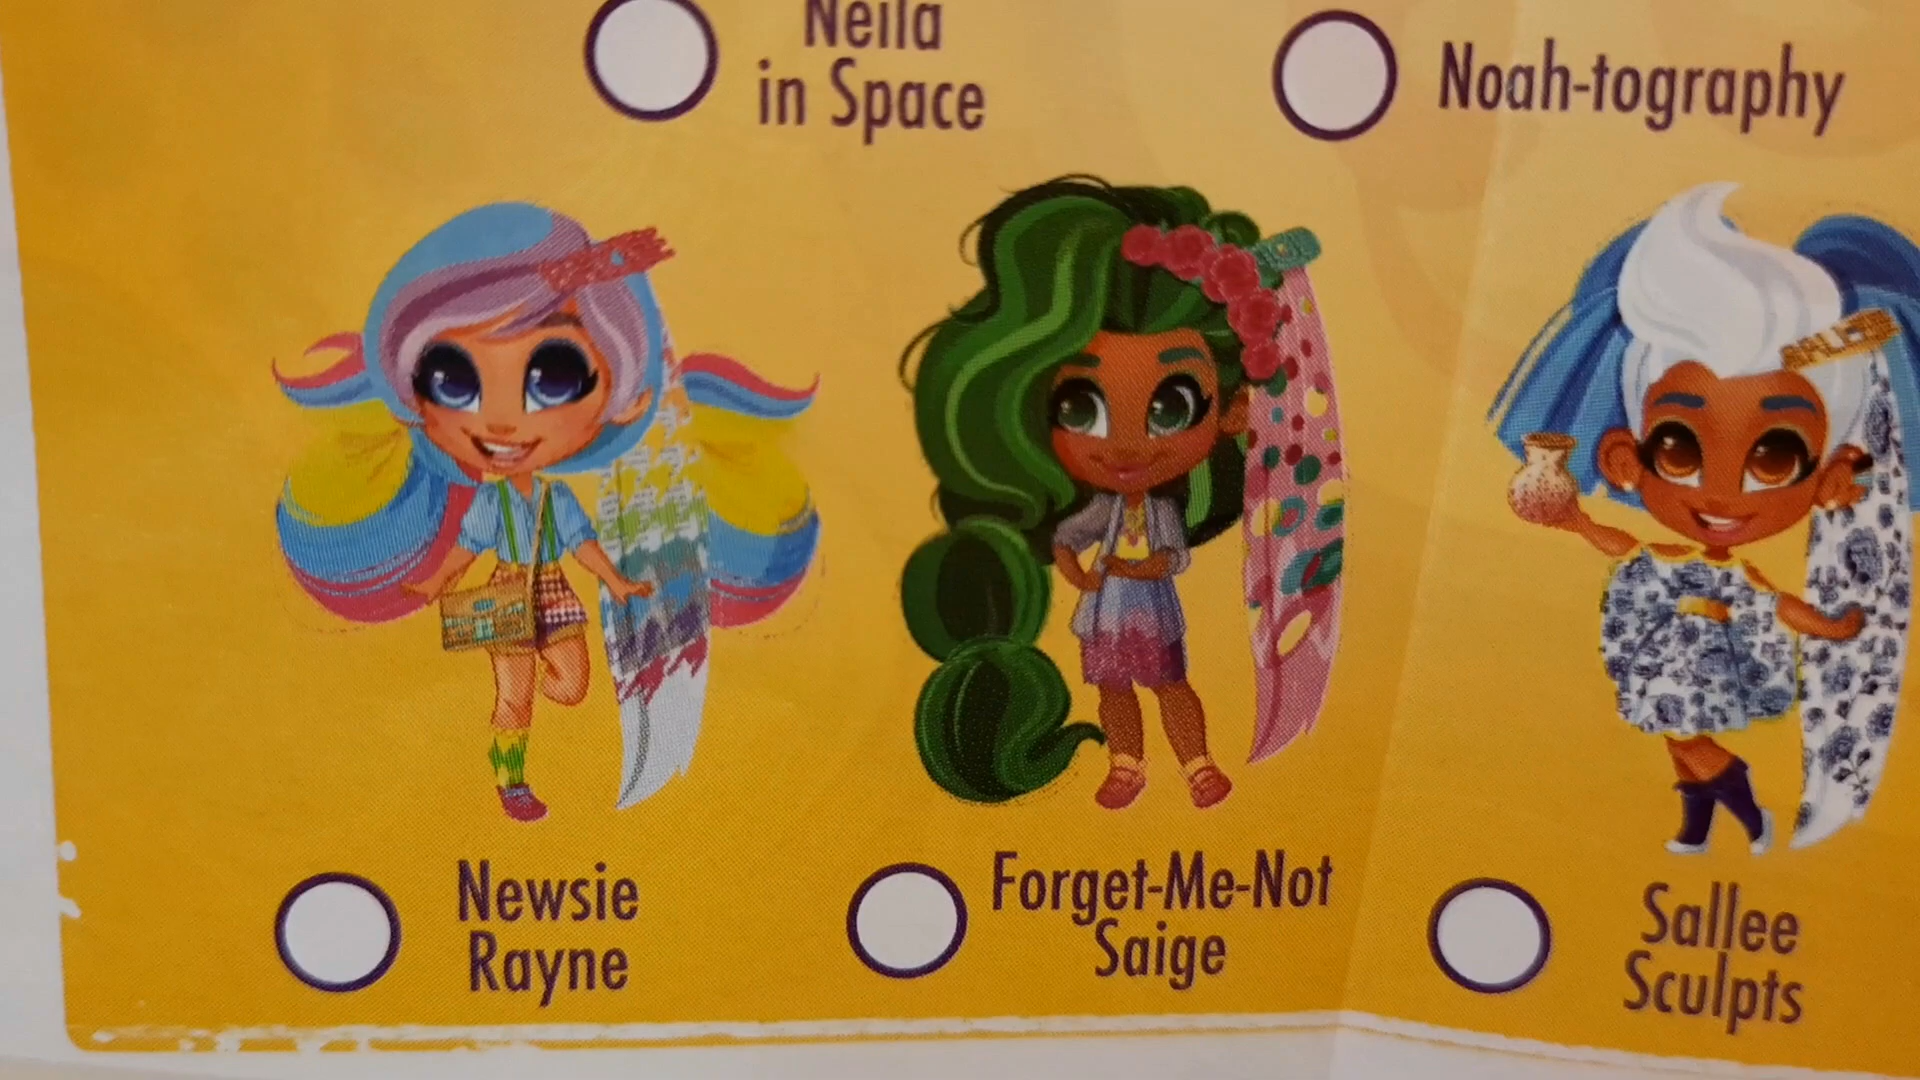 Neila
in Space
Noah-tography
Newsie
Rayne
Forget-Me-Not
Saige
Sallee
Sculpts